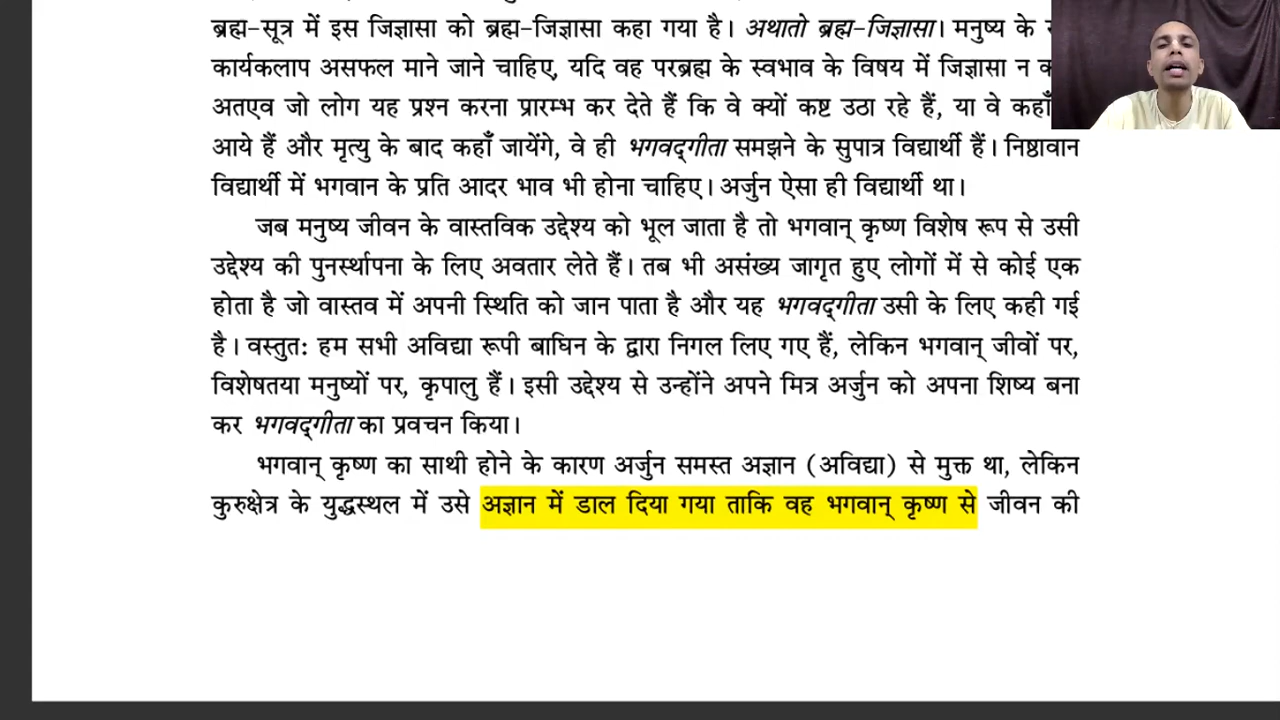 ब्रह्म–सूत्र में इस जिज्ञासा को ब्रह्म–जिज्ञासा कहा गया है। अथातो ब्रह्म–जिज्ञासा। मनुष्य के
कार्यकलाप असफल माने जाने चाहिए, यदि वह परब्रह्म के स्वभाव के विषय में जिज्ञासा न
अतएव जो लोग यह प्रश्न करना प्रारम्भ कर देते हैं कि वे क्यों कष्ट उठा रहे हैं, या वे कहाँ
आये हैं और मृत्यु के बाद कहाँ जायेंगे, वे ही भगवद्‌गीता समझने के सुपात्र विद्यार्थी हैं। निष्ठावान
विद्यार्थी में भगवान के प्रति आदर भाव भी होना चाहिए। अर्जुन ऐसा ही विद्यार्थी था।
जब मनुष्य जीवन के वास्तविक उद्देश्य को भूल जाता है तो भगवान् कृष्ण विशेष रूप से उसी
उद्देश्य की पुनर्स्थापना के लिए अवतार लेते हैं। तब भी असंख्य जागृत हुए लोगों में से कोई एक
होता है जो वास्तव में अपनी स्थिति को जान पाता है और यह भगवद्‌गीता उसी के लिए कही गई
है। वस्तुतः हम सभी अविद्या रूपी बाघिन के द्वारा निगल लिए गए हैं, लेकिन भगवान् जीवों पर,
विशेषतया मनुष्यों पर, कृपालु हैं। इसी उद्देश्य से उन्होंने अपने मित्र अर्जुन को अपना शिष्य बना
कर भगवद्‌गीता का प्रवचन किया।
भगवान् कृष्ण का साथी होने के कारण अर्जुन समस्त अज्ञान (अविद्या) से मुक्त था, लेकिन
कुरुक्षेत्र के युद्धस्थल में उसे अज्ञान में डाल दिया गया ताकि वह भगवान् कृष्ण से जीवन की